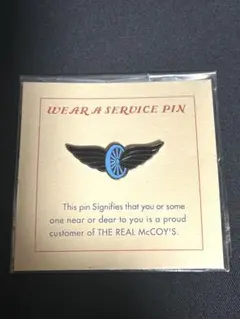 WEAR A SERVICE PIN
This pin Signifies that you or some
one near or dear to you is a proud
customer of THE REAL McCOY'S.